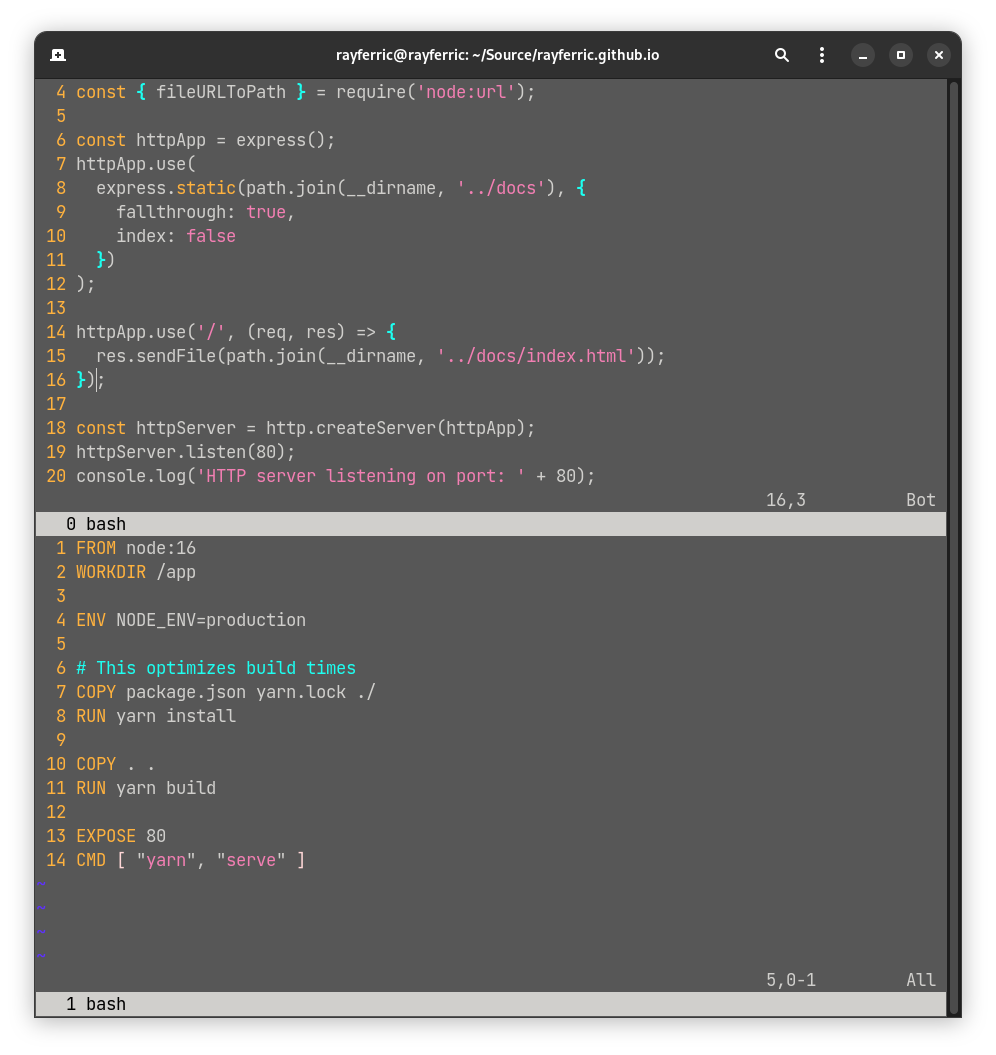 rayferric@rayferric: ~/Source/rayferric.github.io
4 const { fileURLToPath } = require('node:url');
5
6 const httpApp = express();
7 httpApp.use(
8   express.static(path.join(__dirname, '../docs'), {
9     fallthrough: true,
10     index: false
11   })
12 );
13
14 httpApp.use('/', (req, res) => {
15   res.sendFile(path.join(__dirname, '../docs/index.html'));
16 });
17
18 const httpServer = http.createServer(httpApp);
19 httpServer.listen(80);
20 console.log('HTTP server listening on port: ' + 80);
16,3 Bot
0 bash
1 FROM node:16
2 WORKDIR /app
3
4 ENV NODE_ENV=production
5
6 # This optimizes build times
7 COPY package.json yarn.lock ./
8 RUN yarn install
9
10 COPY . .
11 RUN yarn build
12
13 EXPOSE 80
14 CMD [ "yarn", "serve" ]
~
~
~
~
5,0-1 All
1 bash